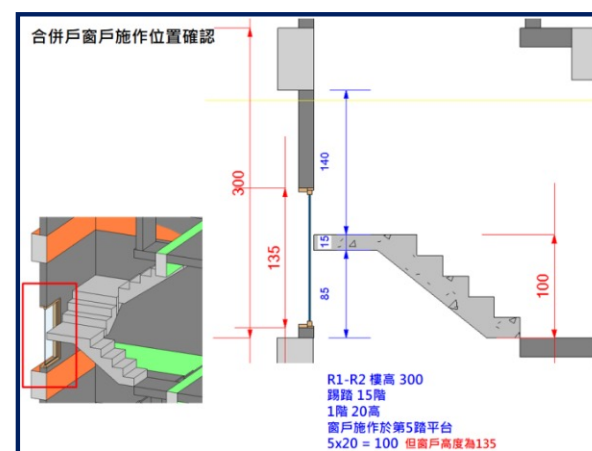 合併戶窗戶施作位置確認
300
140
135
15
85
100
R1-R2 樓高 300
踢踏 15階
1階 20高
窗戶施作於第5踏平台
5x20 = 100 但窗戶高度為135